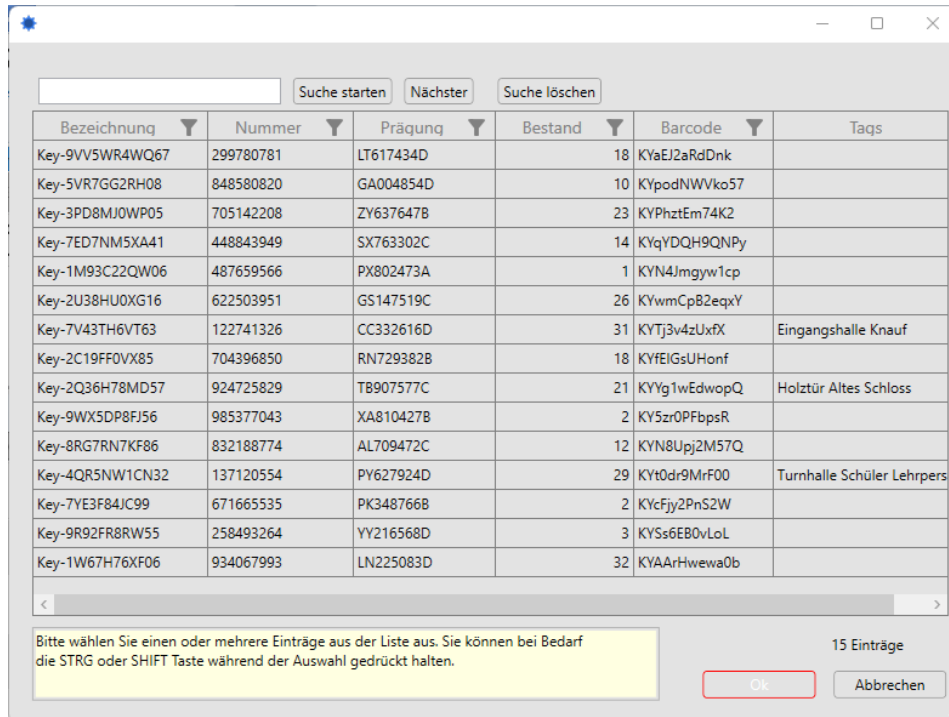 Suche starten Nächster Suche löschen
Bezeichnung Nummer Prägung Bestand Barcode Tags
Key-9VV5WR4WQ67 299780781 LT617434D 18 KYaEJ2aRdDnk
Key-5VR7GG2RH08 848580820 GA004854D 10 KYpodNWVko57
Key-3PD8MJ0WP05 705142208 ZY637647B 23 KYPhztEm74K2
Key-7ED7NM5XA41 448843949 SX763302C 14 KYqYDQH9QNPy
Key-1M93C22QW06 487659566 PX802473A 1 KYN4Jmgyw1cp
Key-2U38HU0XG16 622503951 GS147519C 26 KYwmCpB2eqxY
Key-7V43TH6VT63 122741326 CC332616D 31 KYTj3v4zUxfX Eingangshalle Knauf
Key-2C19FF0VX85 704396850 RN729382B 18 KYfEIGsUHonf
Key-2Q36H78MD57 924725829 TB907577C 21 KYYg1wEdwopQ Holztür Altes Schloss
Key-9WX5DP8FJ56 985377043 XA810427B 2 KY5zr0PFbpsR
Key-8RG7RN7KF86 832188774 AL709472C 12 KYN8Upj2M57Q
Key-4QR5NW1CN32 137120554 PY627924D 29 KYt0dr9MrF00 Turnhalle Schüler Lehrpers
Key-7YE3F84JC99 671665535 PK348766B 2 KYcFjy2PnS2W
Key-9R92FR8RW55 258493264 YY216568D 3 KYSs6EB0vLoL
Key-1W67H76XF06 934067993 LN225083D 32 KYAArHwewa0b
Bitte wählen Sie einen oder mehrere Einträge aus der Liste aus. Sie können bei Bedarf
die STRG oder SHIFT Taste während der Auswahl gedrückt halten.
15 Einträge
Ok Abbrechen